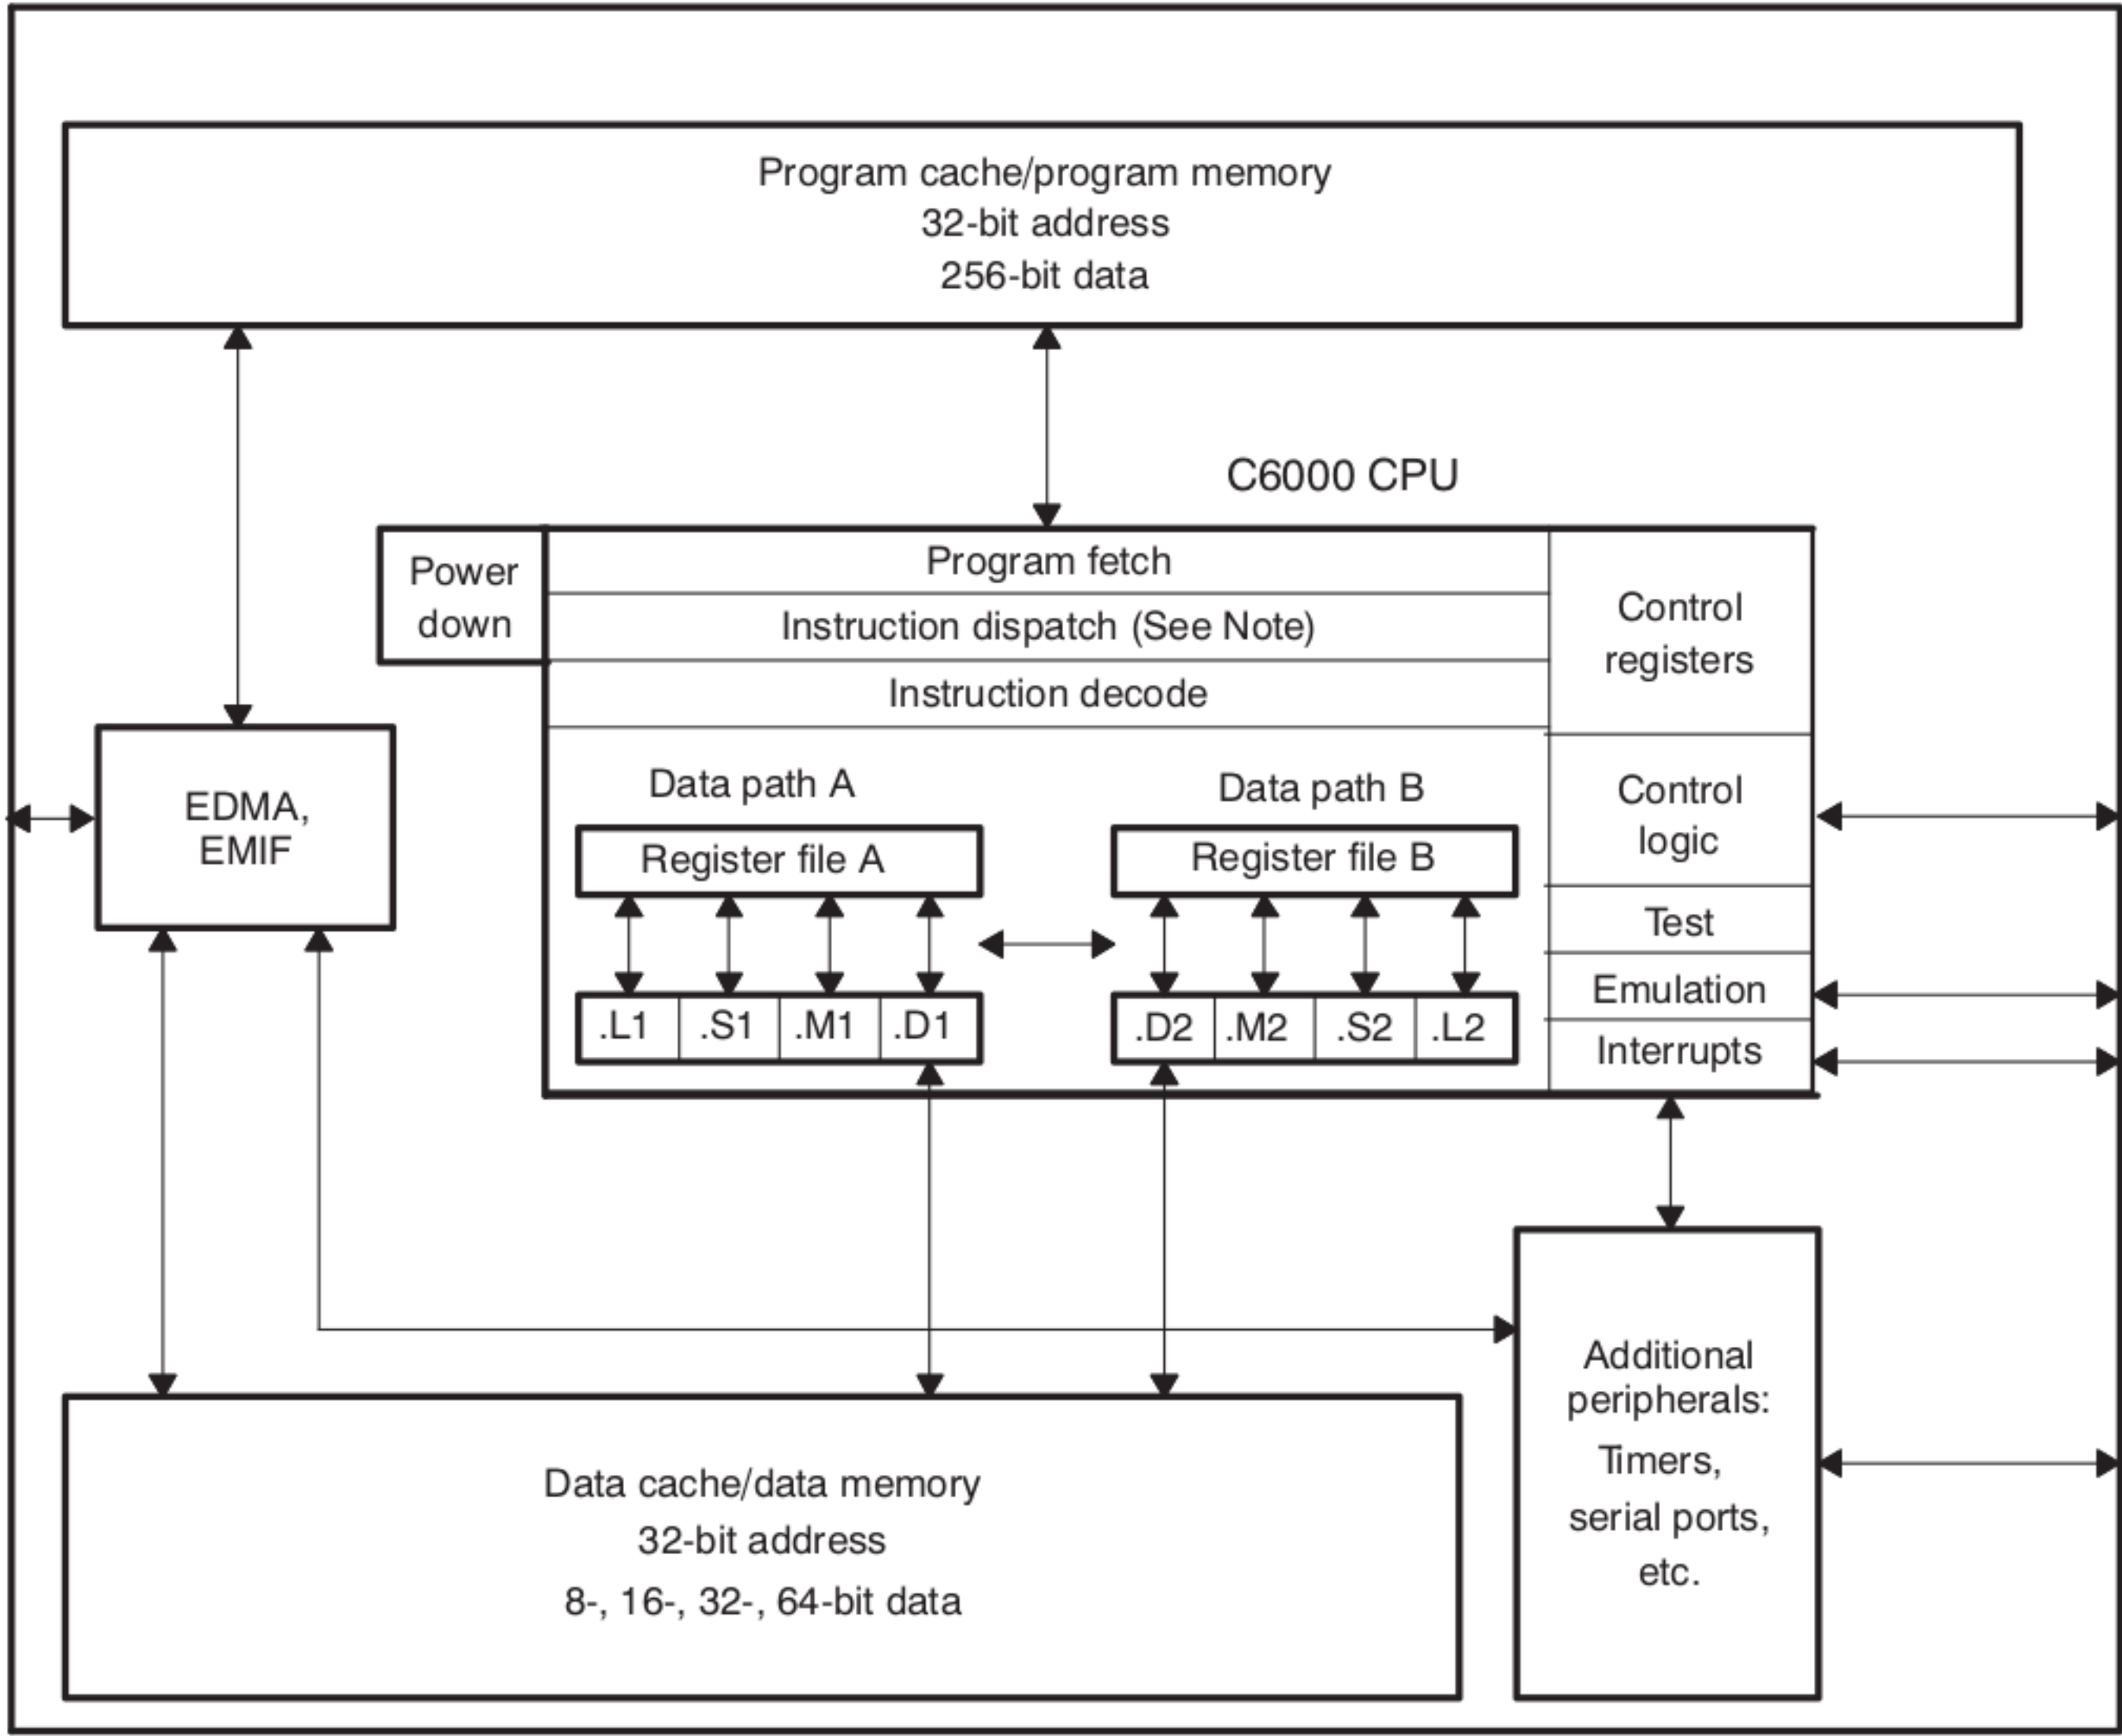 Program cache/program memory
32-bit address
256-bit data
C6000 CPU
Power
down
Program fetch
Instruction dispatch (See Note)
Instruction decode
Control
registers
EDMA,
EMIF
Data path A
Data path B
Register file A
Register file B
.L1 .S1 .M1 .D1
.D2 .M2 .S2 .L2
Control
logic
Test
Emulation
Interrupts
Data cache/data memory
32-bit address
8-, 16-, 32-, 64-bit data
Additional
peripherals:
Timers,
serial ports,
etc.